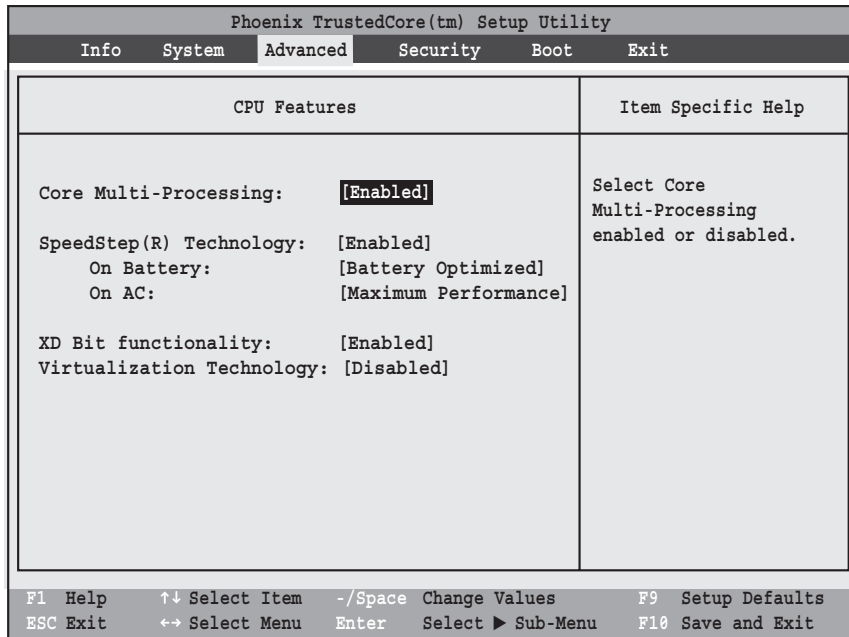 Phoenix TrustedCore(tm) Setup Utility
Info System Advanced Security Boot Exit
CPU Features
Item Specific Help
Core Multi-Processing: [Enabled]
SpeedStep(R) Technology: [Enabled]
On Battery: [Battery Optimized]
On AC: [Maximum Performance]
XD Bit functionality: [Enabled]
Virtualization Technology: [Disabled]
Select Core
Multi-Processing
enabled or disabled.
F1 Help ↑↓ Select Item -/Space Change Values F9 Setup Defaults
ESC Exit ←→ Select Menu Enter Select ▶ Sub-Menu F10 Save and Exit